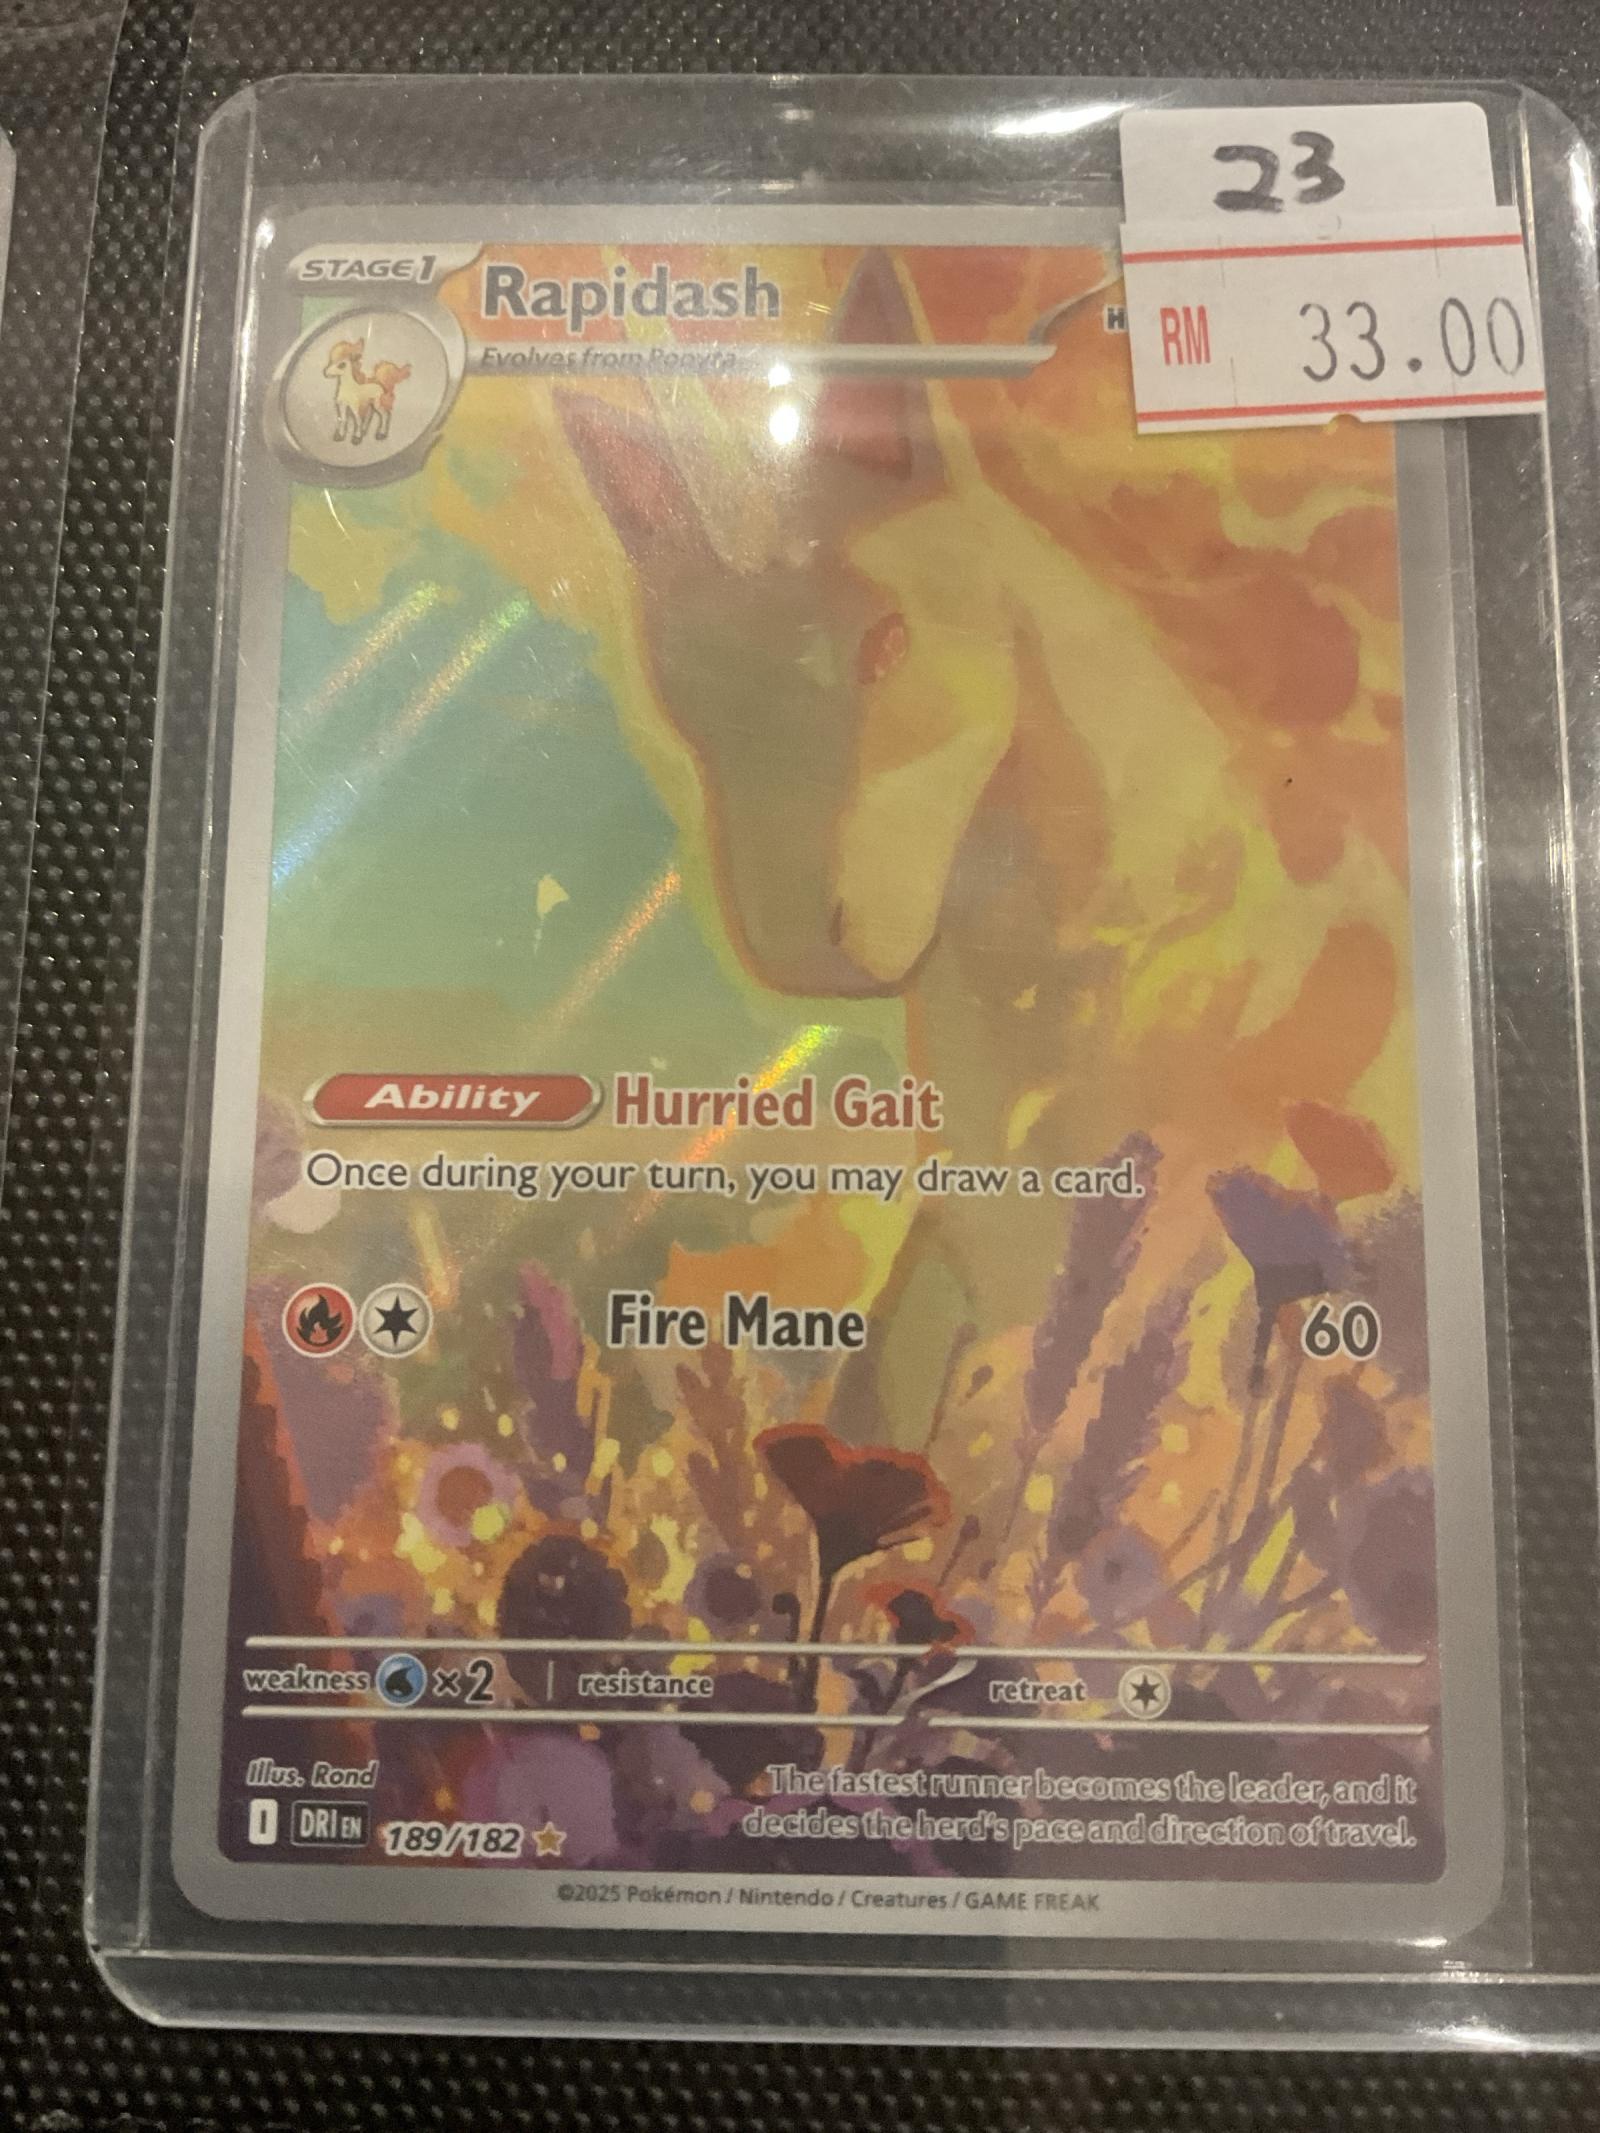 23
RM 33.00
STAGE1 Rapidash H
Evolves from Ponyta
Ability Hurried Gait
Once during your turn, you may draw a card.
Fire Mane 60
weakness ×2 | resistance retreat
Illus. Rond
The fastest runner becomes the leader, and it
decides the herd's pace and direction of travel.
I DRI EN 189/182
©2025 Pokémon / Nintendo / Creatures / GAME FREAK